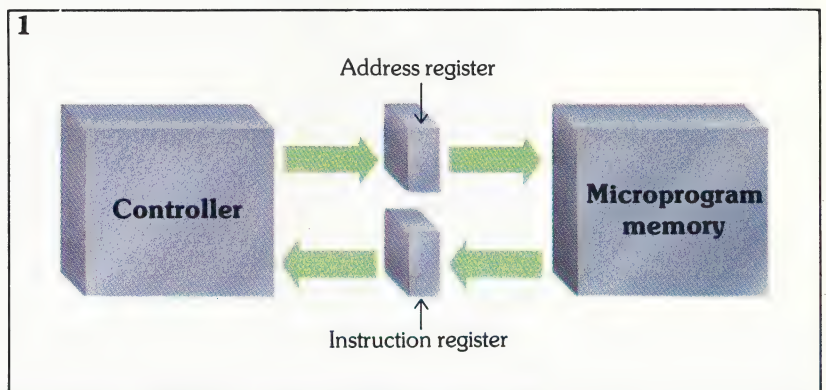 1
Address register
Controller
Microprogram
memory
Instruction register